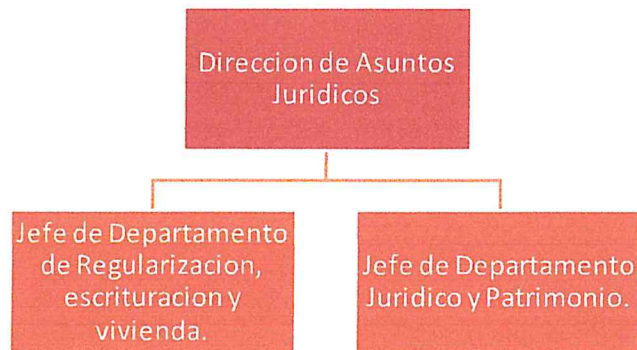 Direccion de Asuntos
Juridicos
Jefe de Departamento
de Regularizacion,
escrituracion y
vivienda.
Jefe de Departamento
Juridico y Patrimonio.